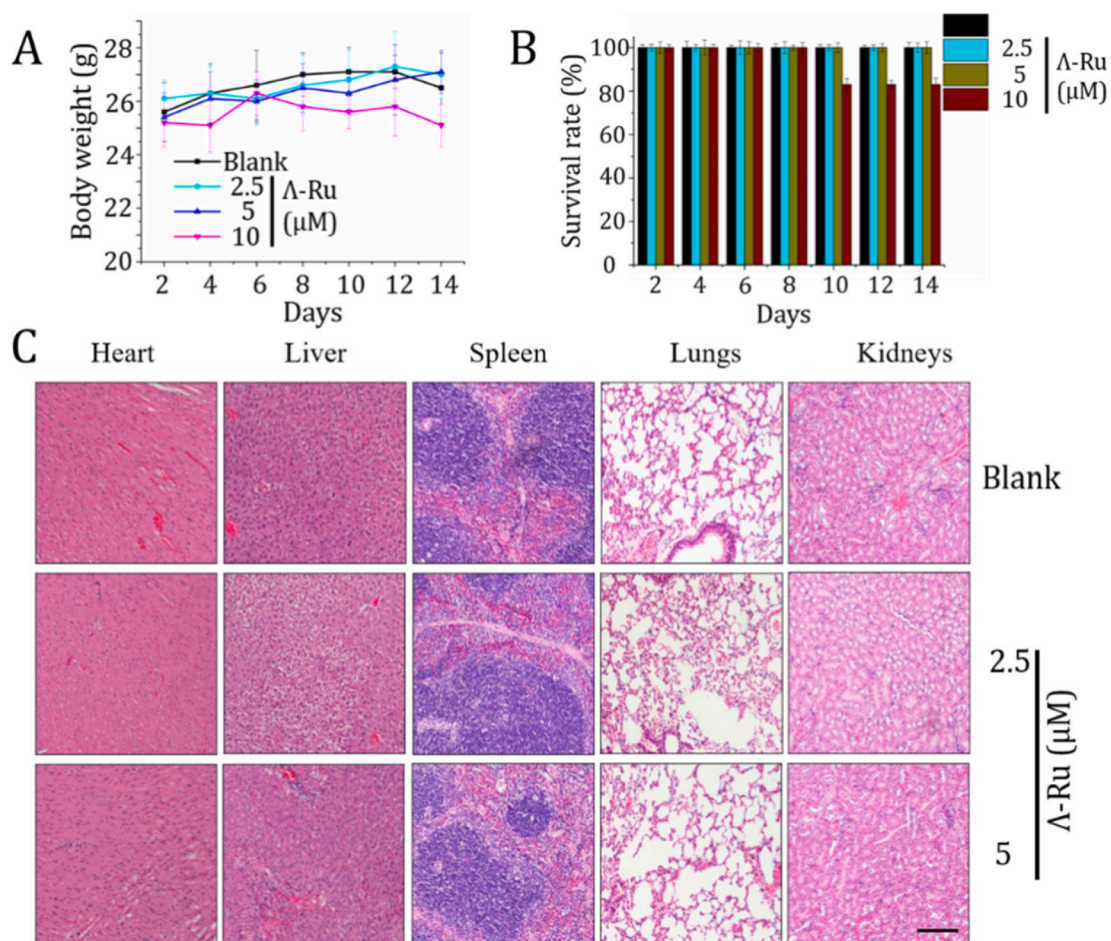 A
Body weight (g)
28
26
24
22
20
2 4 6 8 10 12 14
Days
Blank
2.5
5
10
Λ-Ru
(μM)
B
Survival rate (%)
100
80
60
40
20
0
2 4 6 8 10 12 14
Days
2.5
5
10
Λ-Ru
(μM)
C
Heart Liver Spleen Lungs Kidneys
Blank
2.5
5
Λ-Ru (μM)